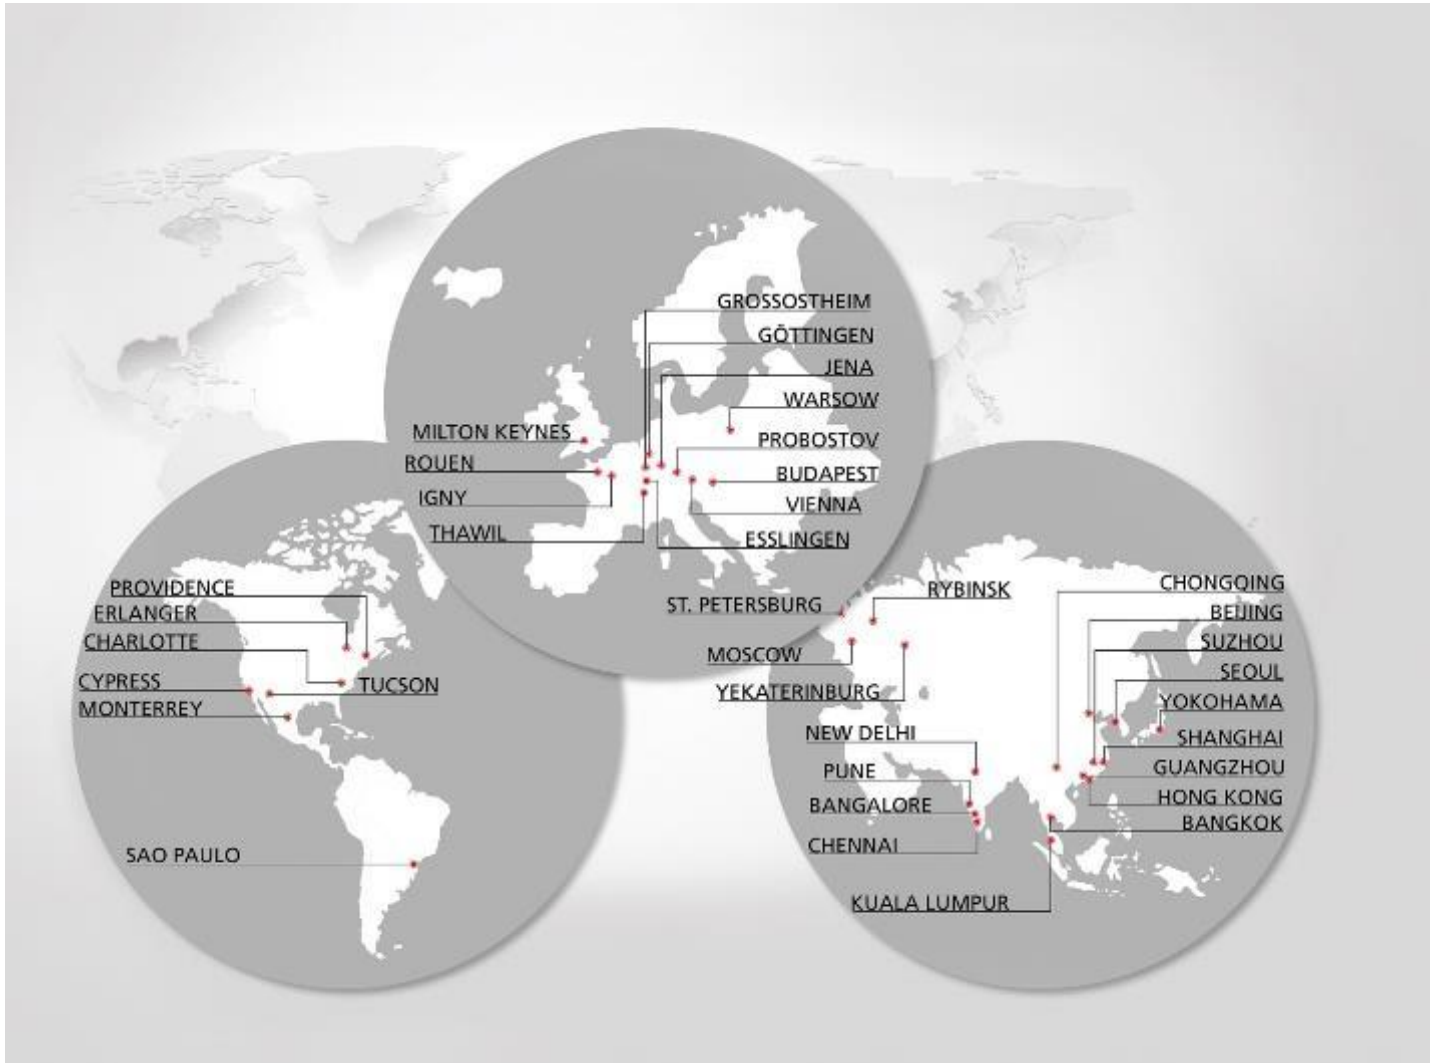 GROSSOSTHEIM
GÖTTINGEN
JENA
WARSOW
MILTON KEYNES
PROBOSTOV
ROUEN
BUDAPEST
IGNY
VIENNA
THAWIL
ESSLINGEN
PROVIDENCE
ERLANGER
CHARLOTTE
CYPRESS
TUCSON
MONTERREY
SAO PAULO
ST. PETERSBURG
RYBINSK
MOSCOW
YEKATERINBURG
NEW DELHI
PUNE
BANGALORE
CHENNAI
KUALA LUMPUR
CHONGQING
BEIJING
SUZHOU
SEOUL
YOKOHAMA
SHANGHAI
GUANGZHOU
HONG KONG
BANGKOK